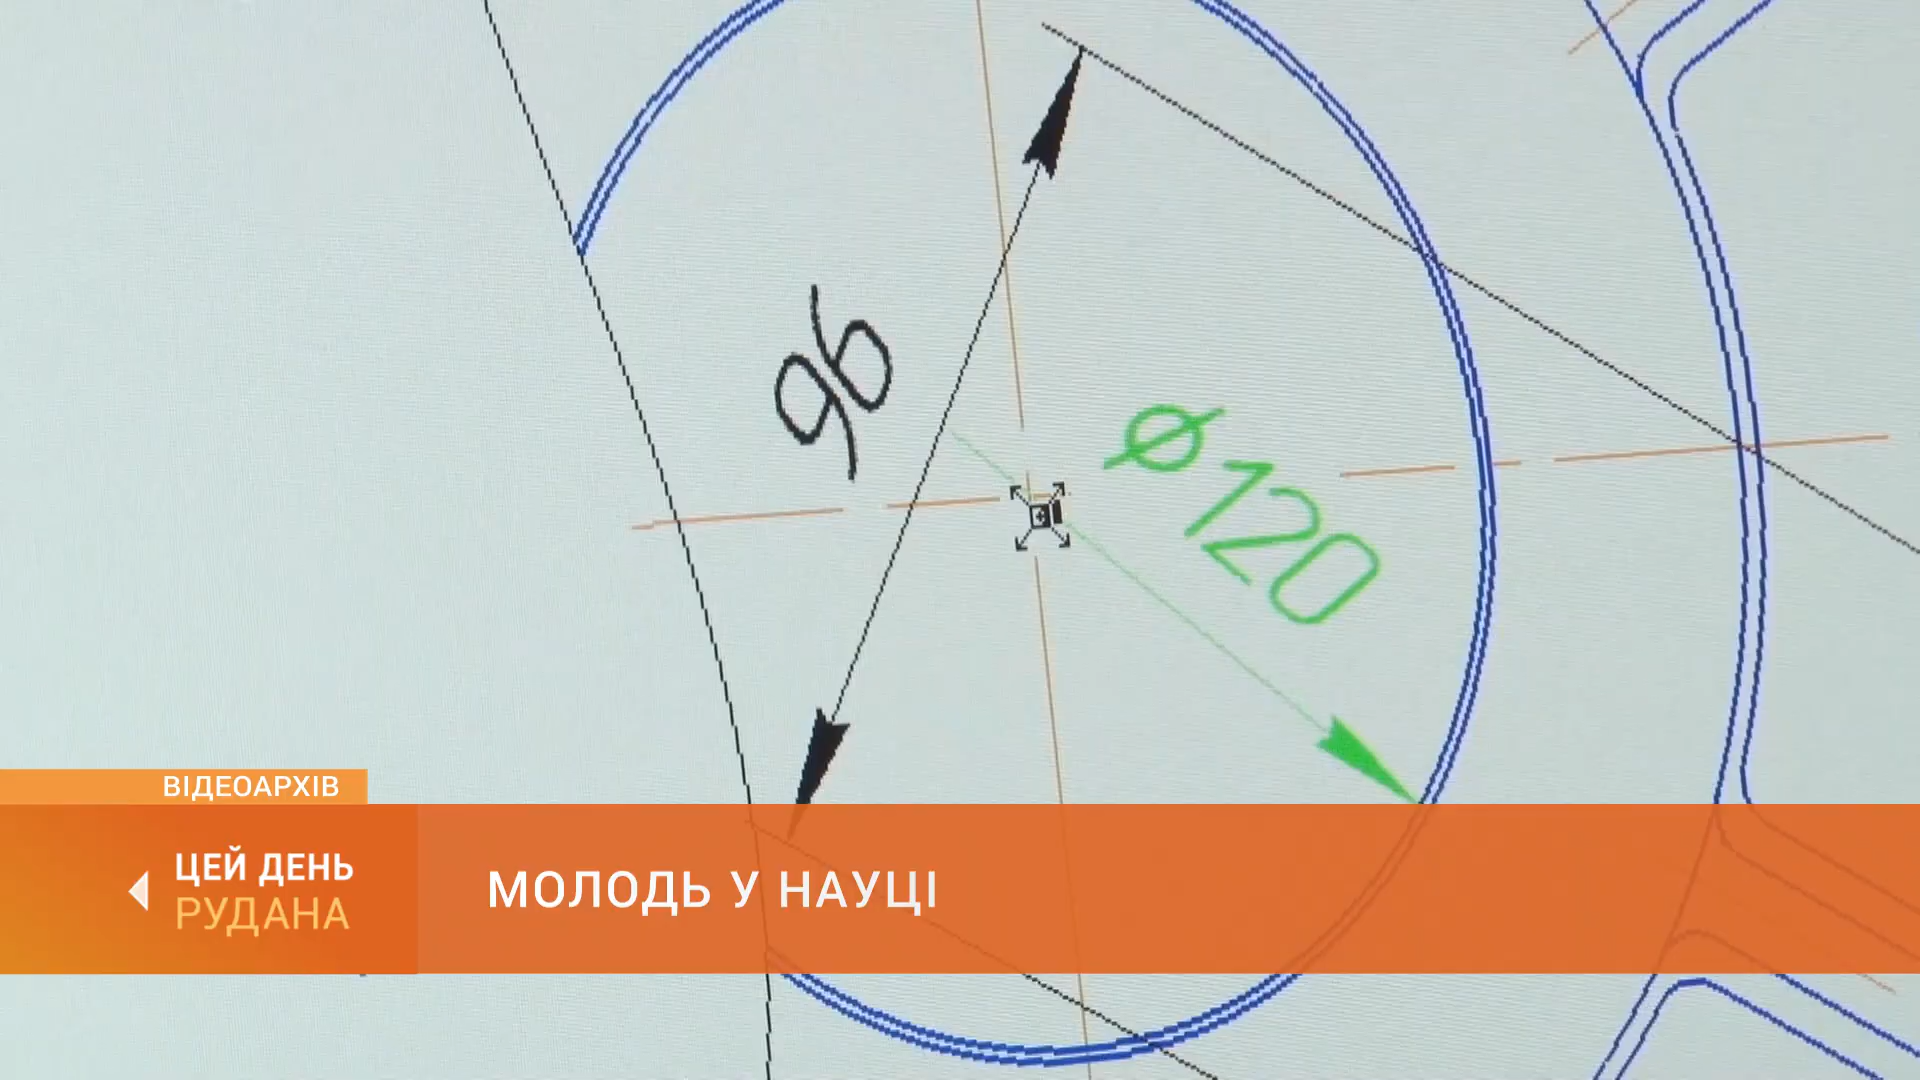 96
Ø120
ВІДЕОАРХІВ
ЦЕЙ ДЕНЬ
РУДАНА
МОЛОДЬ У НАУЦІ